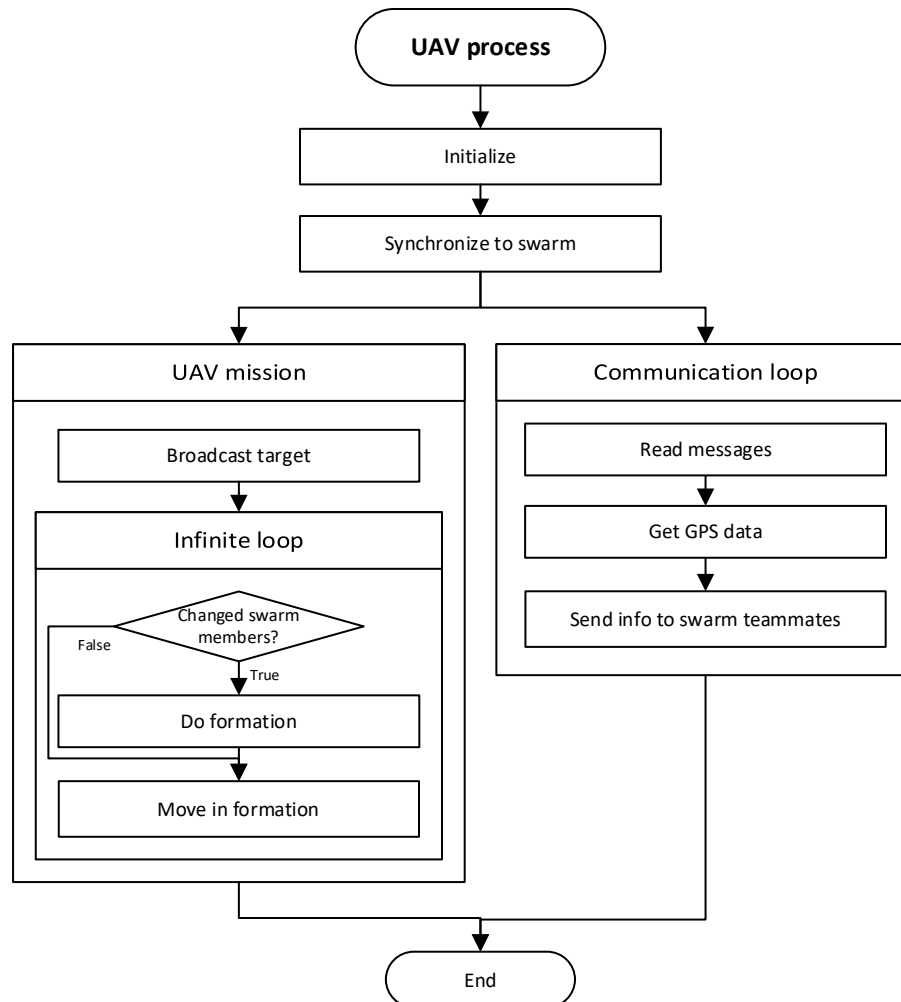 UAV process
Initialize
Synchronize to swarm
UAV mission
Broadcast target
Infinite loop
Changed swarm
members?
False
True
Do formation
Move in formation
Communication loop
Read messages
Get GPS data
Send info to swarm teammates
End